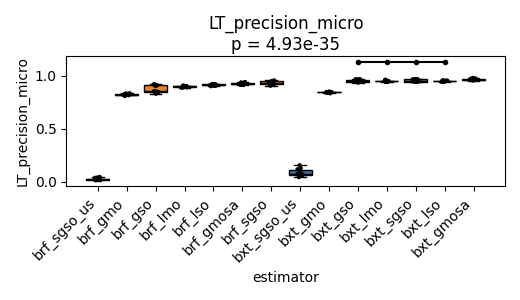 LT_precision_micro
p = 4.93e-35
LT_precision_micro
1.0
0.5
0.0
brf_sgso_us
brf_gmo
brf_gso
brf_lmo
brf_lso
brf_gmosa
brf_sgso
bxt_sgso_us
bxt_gmo
bxt_gso
bxt_lmo
bxt_sgso
bxt_lso
bxt_gmosa
estimator